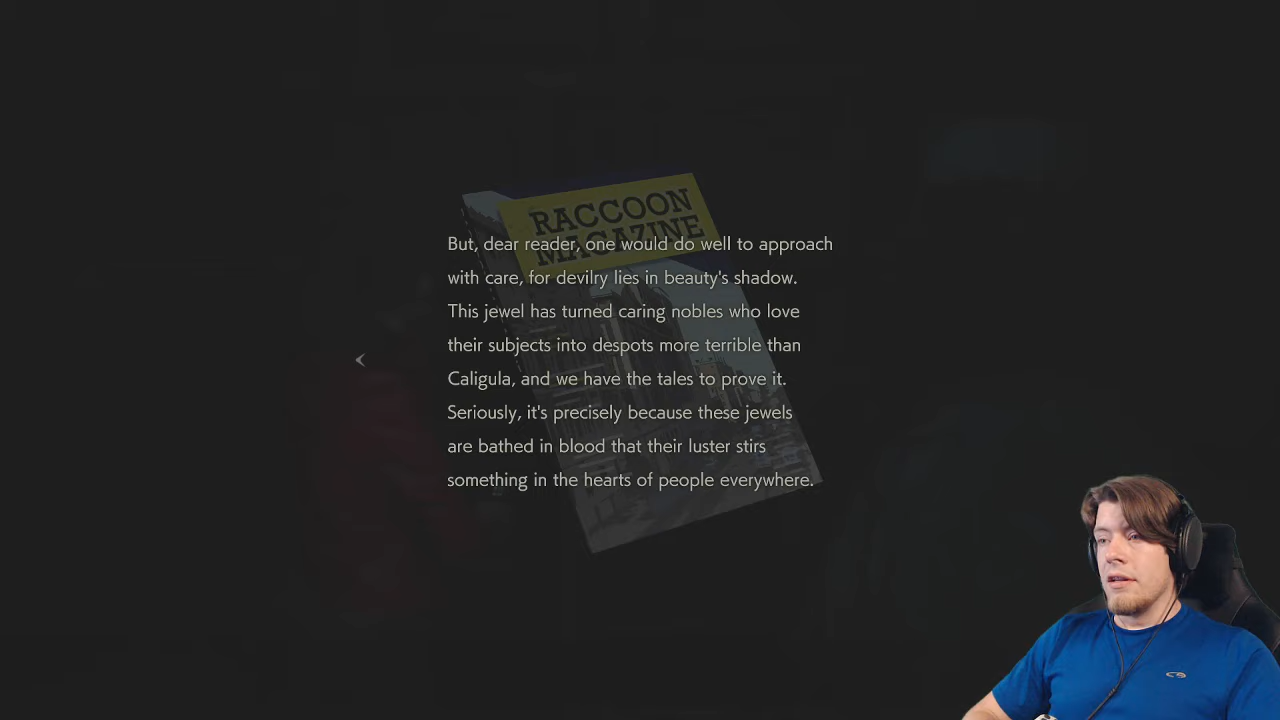 RACCOON
MAGAZINE
But, dear reader, one would do well to approach
with care, for devilry lies in beauty's shadow.
This jewel has turned caring nobles who love
their subjects into despots more terrible than
Caligula, and we have the tales to prove it.
Seriously, it's precisely because these jewels
are bathed in blood that their luster stirs
something in the hearts of people everywhere.